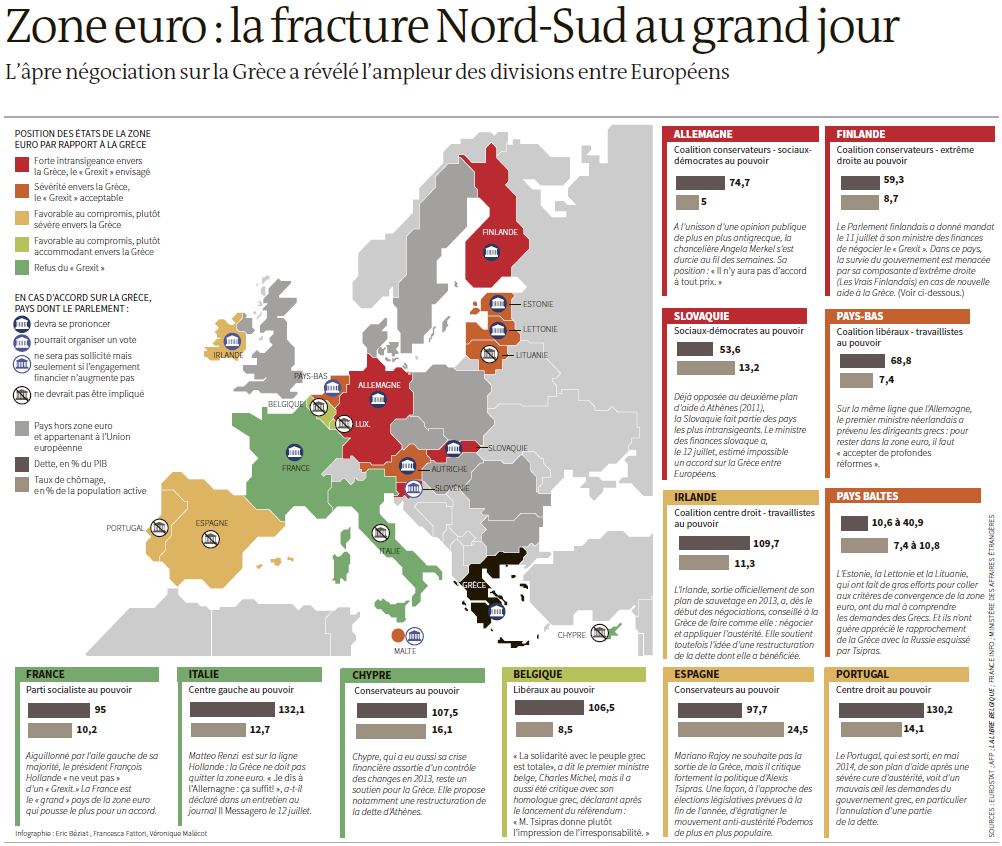 Zone euro : la fracture Nord-Sud au grand jour
L'âpre négociation sur la Grèce a révélé l'ampleur des divisions entre Européens
POSITION DES ÉTATS DE LA ZONE
EURO PAR RAPPORT À LA GRÈCE
Forte intransigeance envers
la Grèce, le « Grexit » envisagé
Sévérité envers la Grèce,
le « Grexit » acceptable
Favorable au compromis, plutôt
sévère envers la Grèce
Favorable au compromis, plutôt
accommodant envers la Grèce
Refus du « Grexit »
EN CAS D'ACCORD SUR LA GRÈCE,
PAYS DONT LE PARLEMENT :
devra se prononcer
pourrait organiser un vote
ne sera pas sollicité mais
seulement si l'engagement
financier n'augmente pas
ne devrait pas être impliqué
Pays hors zone euro
et appartenant à l'Union
européenne
Dette, en % du PIB
Taux de chômage,
en % de la population active
FINLANDE
ESTONIE
LETTONIE
LITUANIE
IRLANDE
PAYS-BAS
BELGIQUE
ALLEMAGNE
LUX.
FRANCE
SLOVAQUIE
AUTRICHE
SLOVÉNIE
PORTUGAL
ESPAGNE
ITALIE
GRÈCE
CHYPRE
MALTE
ALLEMAGNE
Coalition conservateurs - sociaux-
démocrates au pouvoir
74,7
5
A l'unisson d'une opinion publique
de plus en plus antigrecque, la
chancelière Angela Merkel s'est
durcie au fil des semaines. Sa
position : « Il n'y aura pas d'accord
à tout prix. »
FINLANDE
Coalition conservateurs - extrême
droite au pouvoir
59,3
8,7
Le Parlement finlandais a donné mandat
le 11 juillet à son ministre des finances
de négocier le « Grexit ». Dans ce pays,
la survie du gouvernement est menacée
par sa composante d'extrême droite
(Les Vrais Finlandais) en cas de nouvelle
aide à la Grèce. (Voir ci-dessous.)
SLOVAQUIE
Sociaux-démocrates au pouvoir
53,6
13,2
Déjà opposée au deuxième plan
d'aide à Athènes (2011),
la Slovaquie fait partie des pays
les plus intransigeants. Le ministre
des finances slovaque a,
le 12 juillet, estimé impossible
un accord sur la Grèce entre
Européens.
PAYS-BAS
Coalition libéraux - travaillistes
au pouvoir
68,8
7,4
Sur la même ligne que l'Allemagne,
le premier ministre néerlandais a
prévenu les dirigeants grecs : pour
rester dans la zone euro, il faut
« accepter de profondes
réformes ».
IRLANDE
Coalition centre droit - travaillistes
au pouvoir
109,7
11,3
L'Irlande, sortie officiellement de son
plan de sauvetage en 2013, a, dès le
début des négociations, conseillé à la
Grèce de faire comme elle : négocier
et appliquer l'austérité. Elle soutient
toutefois l'idée d'une restructuration
de la dette dont elle a bénéficiée.
PAYS BALTES
10,6 à 40,9
7,4 à 10,8
L'Estonie, la Lettonie et la Lituanie,
qui ont fait de gros efforts pour coller
aux critères de convergence de la zone
euro, ont du mal à comprendre
les demandes des Grecs. Et ils n'ont
guère apprécié le rapprochement
de la Grèce avec la Russie esquissé
par Tsipras.
FRANCE
Parti socialiste au pouvoir
95
10,2
Aiguillonné par l'aile gauche de sa
majorité, le président François
Hollande « ne veut pas »
d'un « Grexit.» La France est
le « grand » pays de la zone euro
qui pousse le plus pour un accord.
ITALIE
Centre gauche au pouvoir
132,1
12,7
Matteo Renzi est sur la ligne
Hollande : la Grèce ne doit pas
quitter la zone euro. « Je dis à
l'Allemagne : ça suffit! », a-t-il
déclaré dans un entretien au
journal Il Messagero le 12 juillet.
CHYPRE
Conservateurs au pouvoir
107,5
16,1
Chypre, qui a eu aussi sa crise
financière assortie d'un contrôle
des changes en 2013, reste un
soutien pour la Grèce. Elle propose
notamment une restructuration de
la dette d'Athènes.
BELGIQUE
Libéraux au pouvoir
106,5
8,5
« La solidarité avec le peuple grec
est totale», a dit le premier ministre
belge, Charles Michel, mais il a
aussi été critique avec son
homologue grec, déclarant après
le lancement du référendum :
« M. Tsipras donne plutôt
l'impression de l'irresponsabilité. »
ESPAGNE
Conservateurs au pouvoir
97,7
24,5
Mariano Rajoy ne souhaite pas la
sortie de la Grèce, mais il critique
fortement la politique d'Alexis
Tsipras. Une façon, à l'approche des
élections législatives prévues à la
fin de l'année, d'égratigner le
mouvement anti-austérité Podemos
de plus en plus populaire.
PORTUGAL
Centre droit au pouvoir
130,2
14,1
Le Portugal, qui est sorti, en mai
2014, de son plan d'aide après une
sévère cure d'austérité, voit d'un
mauvais œil les demandes du
gouvernement grec, en particulier
l'annulation d'une partie
de la dette.
Infographie : Eric Béziat , Francesca Fattori, Véronique Malécot
SOURCES : EUROSTAT ; AFP ; LA LIBRE BELGIQUE ; FRANCE INFO ; MINISTÈRE DES AFFAIRES ÉTRANGÈRES